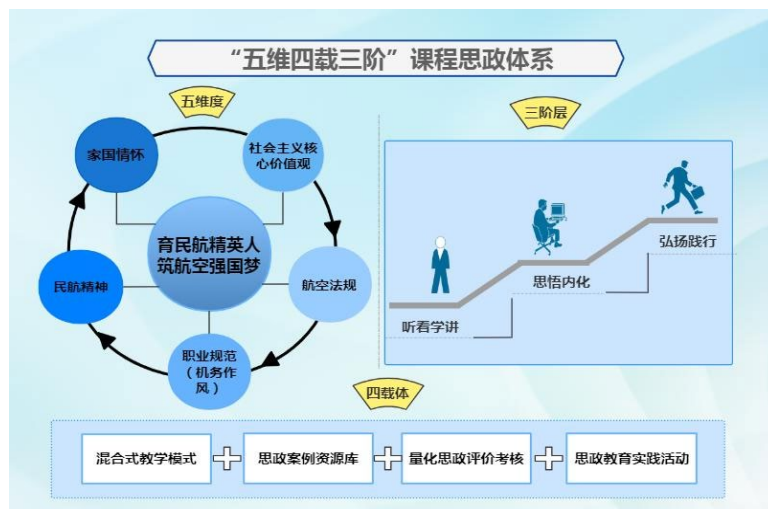 “五维四载三阶”课程思政体系
五维度
三阶层
家国情怀
社会主义核
心价值观
育民航精英人
筑航空强国梦
民航精神
航空法规
职业规范
（机务作
风）
听看学讲
思悟内化
弘扬践行
四载体
混合式教学模式
思政案例资源库
量化思政评价考核
思政教育实践活动